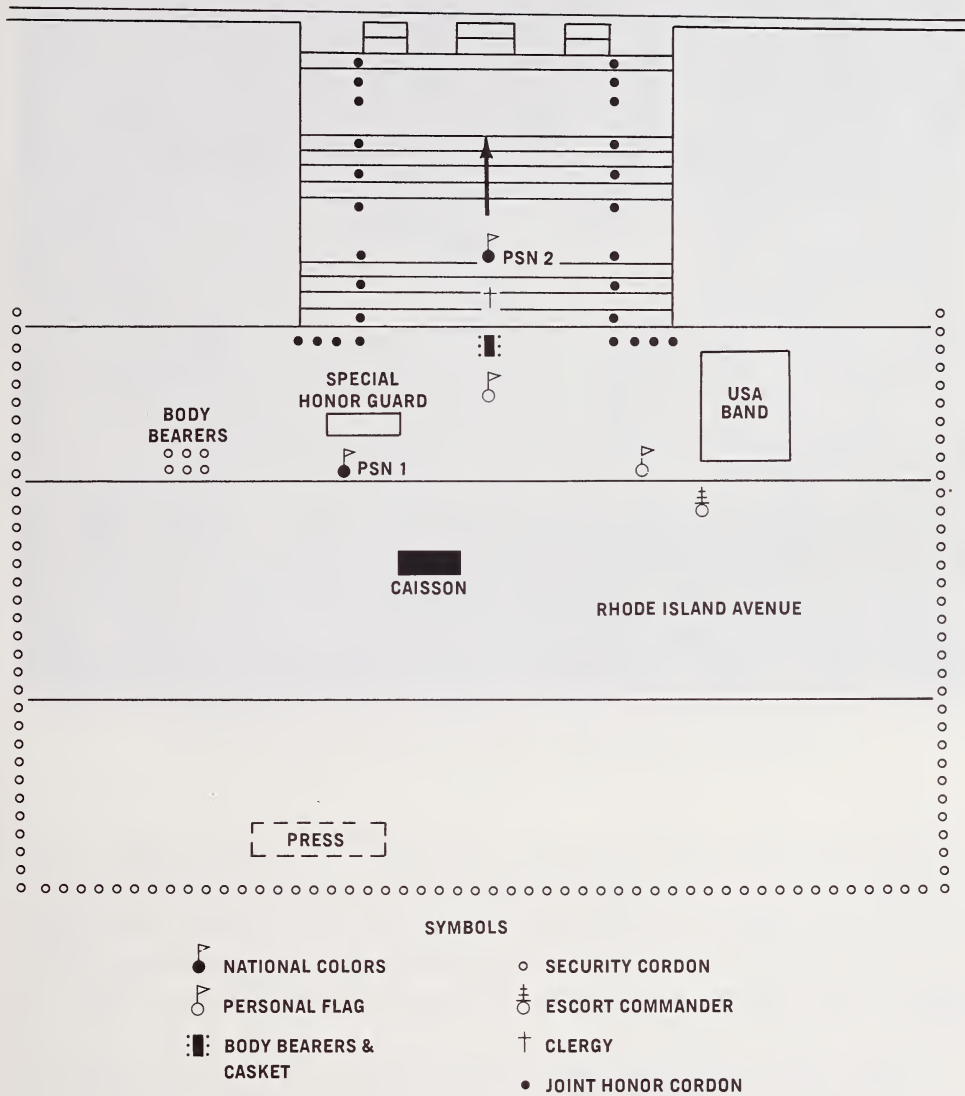 PSN 2
SPECIAL
HONOR GUARD
USA
BAND
BODY
BEARERS
PSN 1
CAISSON
RHODE ISLAND AVENUE
PRESS
SYMBOLS
NATIONAL COLORS
SECURITY CORDON
PERSONAL FLAG
ESCORT COMMANDER
BODY BEARERS &
CASKET
CLERGY
JOINT HONOR CORDON